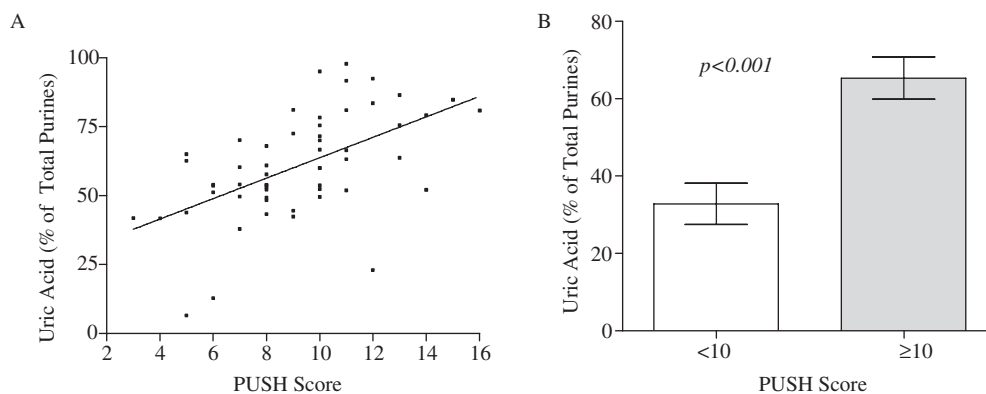 A
Uric Acid (% of Total Purines)
100
75
50
25
0
2 4 6 8 10 12 14 16
PUSH Score
B
Uric Acid (% of Total Purines)
80
60
40
20
0
p<0.001
<10 ≥10
PUSH Score